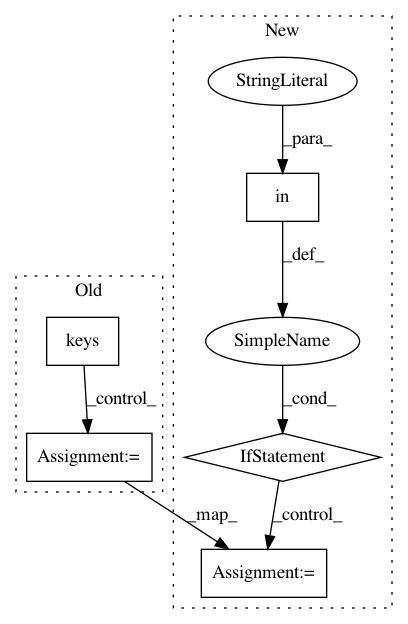 New
StringLiteral
_para_
in
_def_
Old
keys
SimpleName
_control_
_cond_
Assignment:=
IfStatement
_map_
_control_
Assignment:=